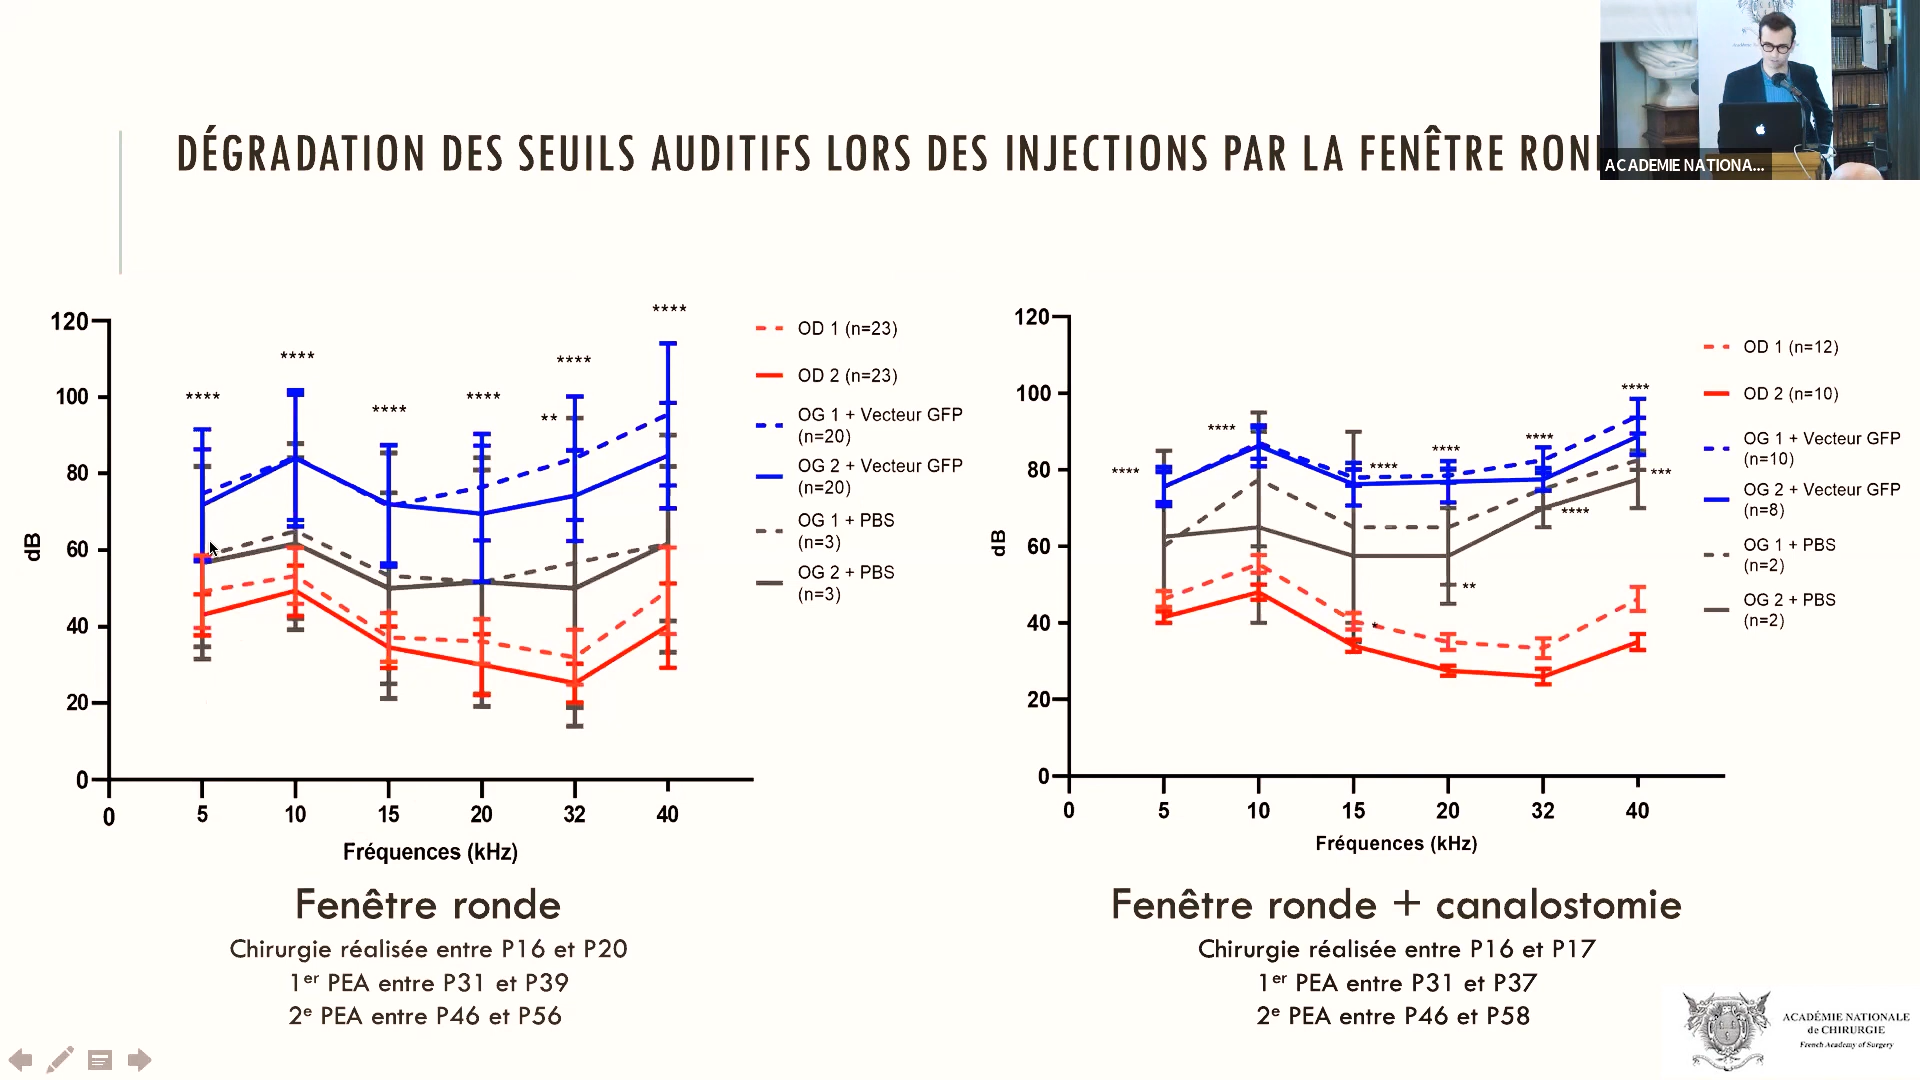 DÉGRADATION DES SEUILS AUDITIFS LORS DES INJECTIONS PAR LA FENÊTRE
ACADEMIE NATIONA...
****
****
****
****
**
****
****
120
100
80
60
40
20
0
dB
0 5 10 15 20 32 40
Fréquences (kHz)
OD 1 (n=23)
OD 2 (n=23)
OG 1 + Vecteur GFP
(n=20)
OG 2 + Vecteur GFP
(n=20)
OG 1 + PBS
(n=3)
OG 2 + PBS
(n=3)
Fenêtre ronde
Chirurgie réalisée entre P16 et P20
1er PEA entre P31 et P39
2e PEA entre P46 et P56
120
100
80
60
40
20
0
dB
****
****
****
****
****
****
***
****
**
*
0 5 10 15 20 32 40
Fréquences (kHz)
OD 1 (n=12)
OD 2 (n=10)
OG 1 + Vecteur GFP
(n=10)
OG 2 + Vecteur GFP
(n=8)
OG 1 + PBS
(n=2)
OG 2 + PBS
(n=2)
Fenêtre ronde + canalostomie
Chirurgie réalisée entre P16 et P17
1er PEA entre P31 et P37
2e PEA entre P46 et P58
ACADÉMIE NATIONALE
de CHIRURGIE
French Academy of Surgery